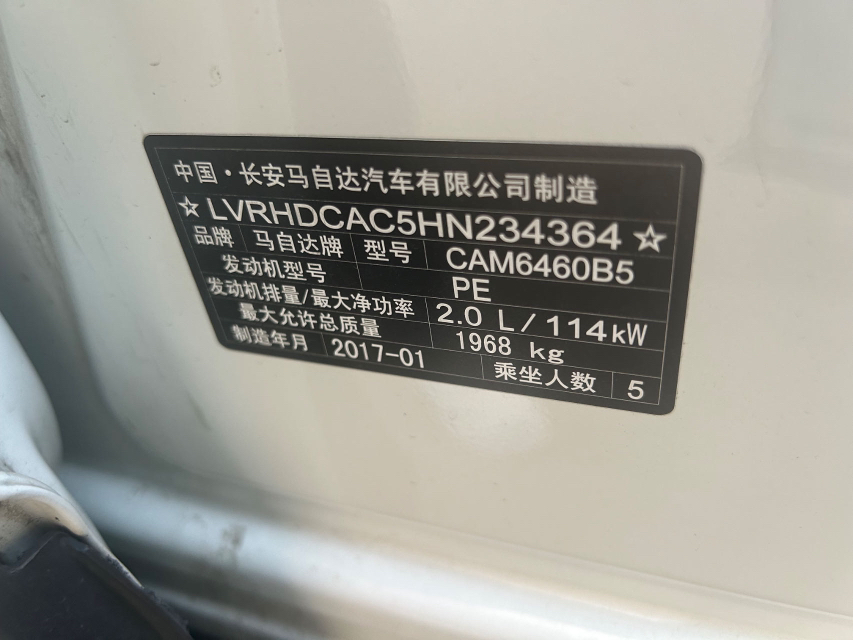 中国·长安马自达汽车有限公司制造
☆LVRHDCAC5HN234364☆
品牌 马自达牌 型号 CAM6460B5
发动机型号 PE
发动机排量/最大净功率 2.0 L/114kW
最大允许总质量 1968 kg
制造年月 2017-01 乘坐人数 5